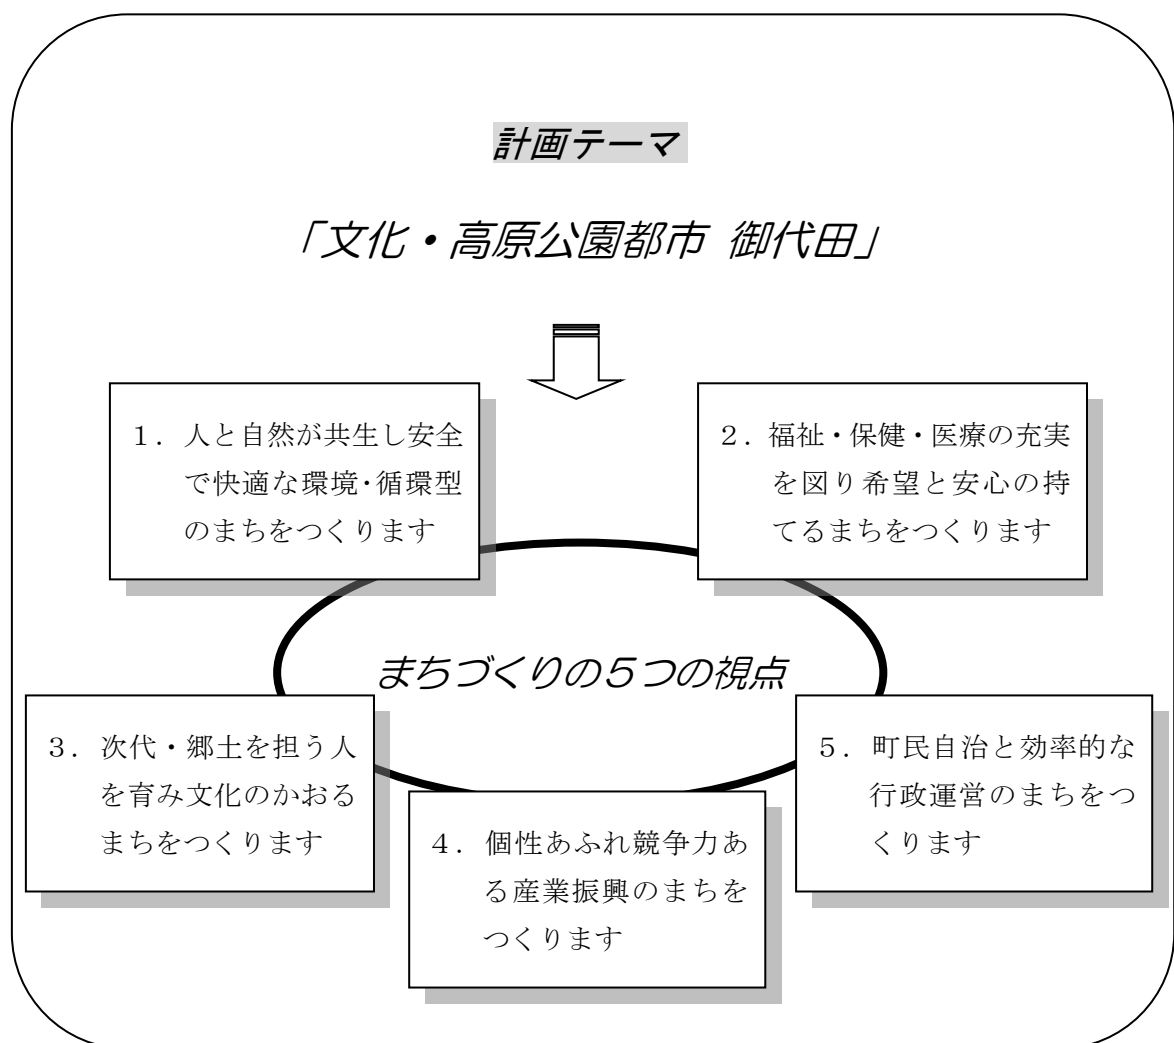 計画テーマ
「文化・高原公園都市 御代田」
1．人と自然が共生し安全
で快適な環境・循環型
のまちをつくります
2．福祉・保健・医療の充実
を図り希望と安心の持
てるまちをつくります
まちづくりの5つの視点
3．次代・郷土を担う人
を育み文化のかおる
まちをつくります
4．個性あふれ競争力あ
る産業振興のまちを
つくります
5．町民自治と効率的な
行政運営のまちをつ
くります